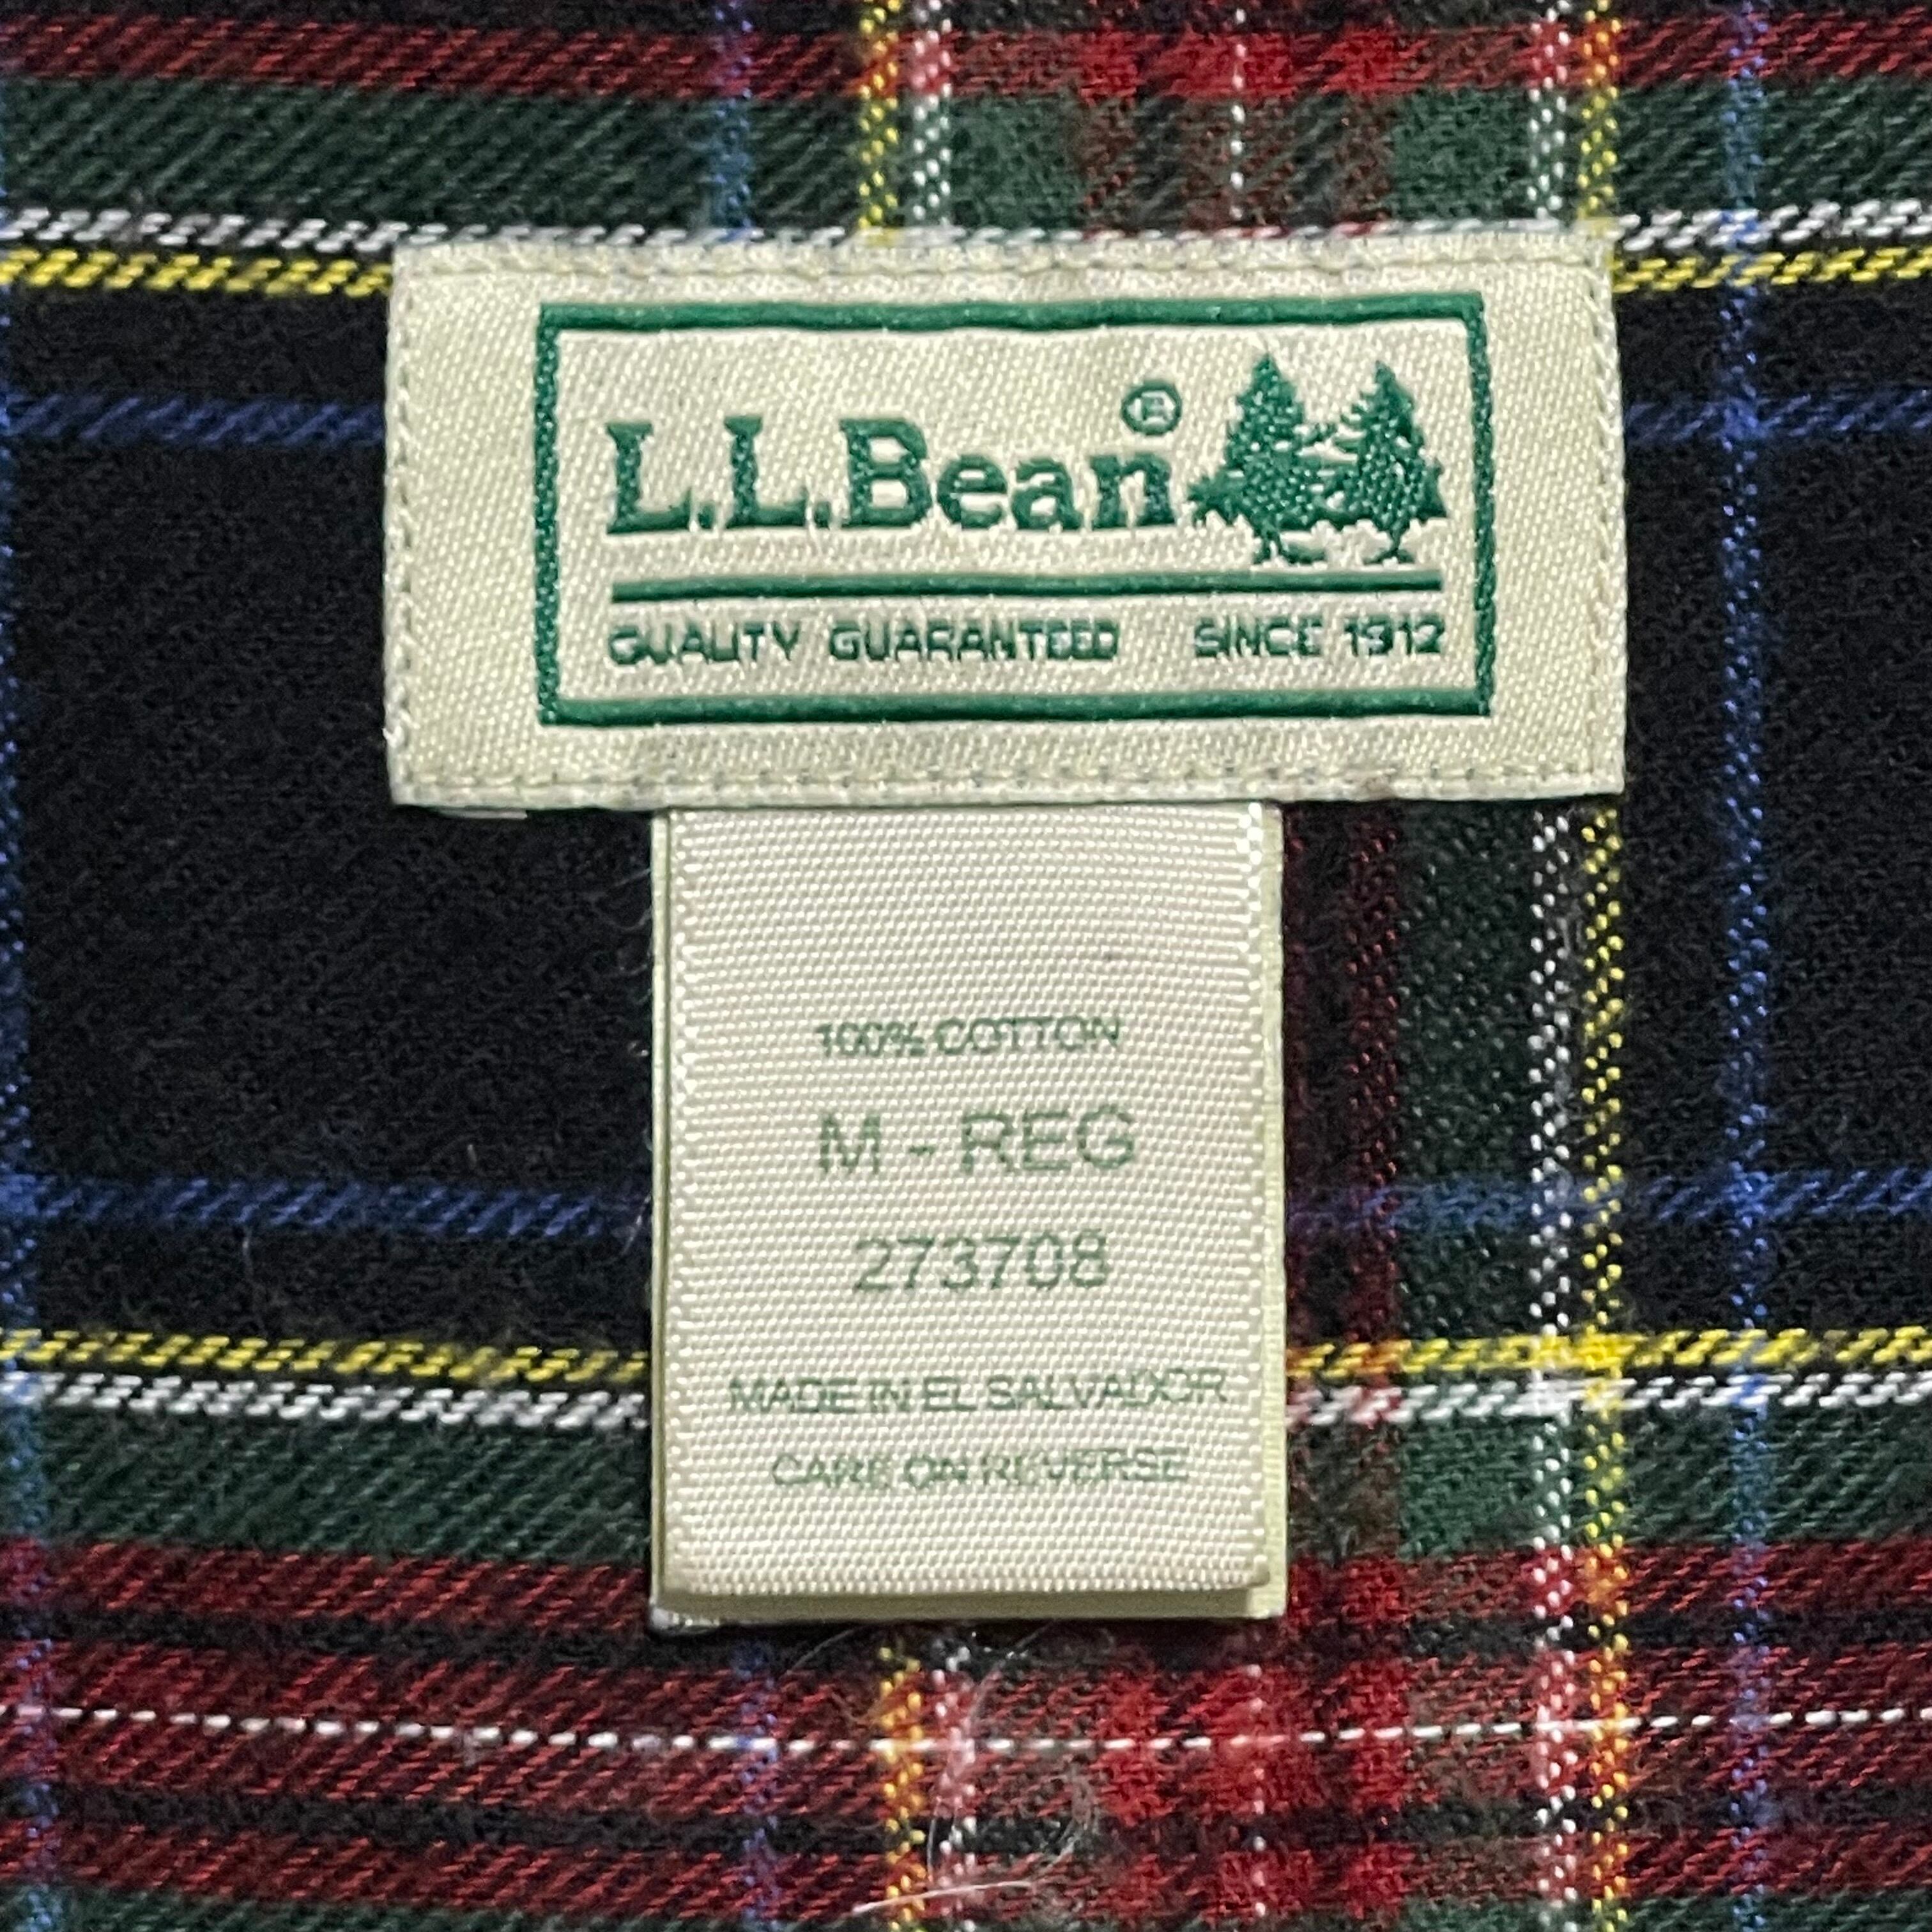 L.L.Bean®
QUALITY GUARANTEED SINCE 1912
100% COTTON
M - REG
273708
MADE IN EL SALVADOR
CARE ON REVERSE